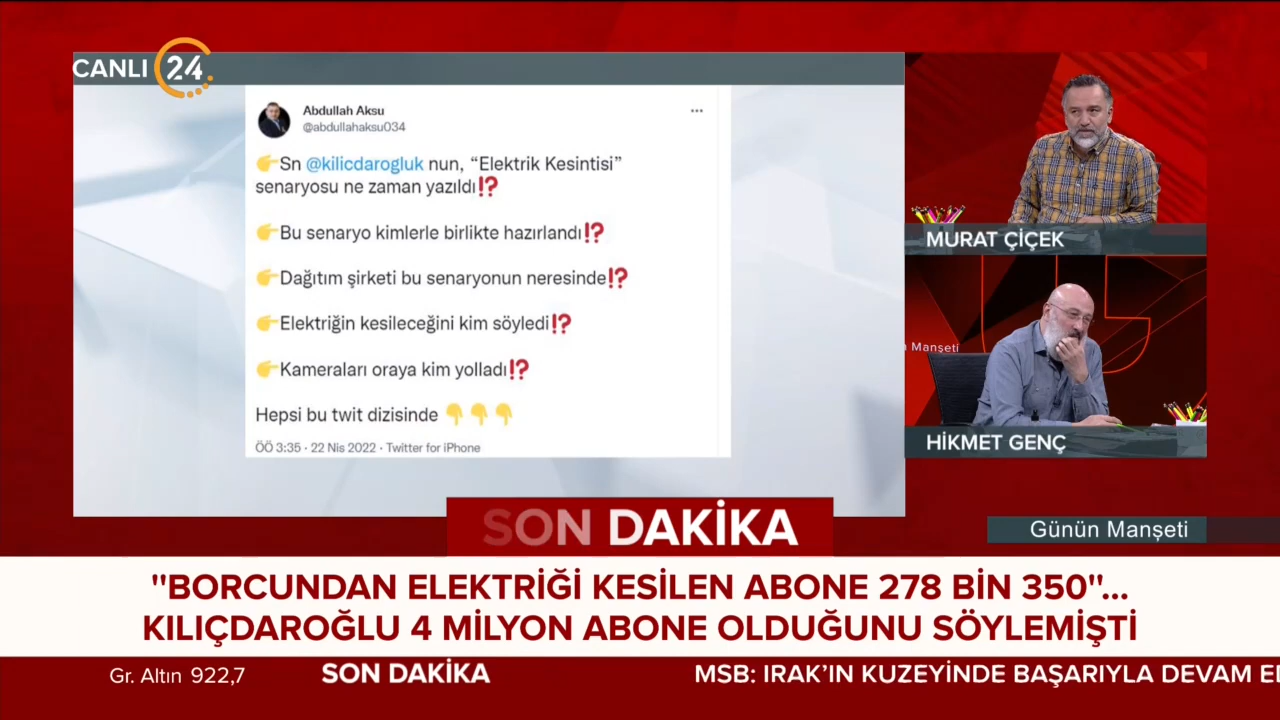 CANLI 24
Abdullah Aksu
@abdullahaksu034
👉Sn @kilicdarogluk nun, “Elektrik Kesintisi”
senaryosu ne zaman yazıldı⁉️
👉Bu senaryo kimlerle birlikte hazırlandı⁉️
👉Dağıtım şirketi bu senaryonun neresinde⁉️
👉Elektriğin kesileceğini kim söyledi⁉️
👉Kameraları oraya kim yolladı⁉️
Hepsi bu twit dizisinde 👇👇👇
ÖÖ 3:35 · 22 Nis 2022 · Twitter for iPhone
MURAT ÇİÇEK
Manşeti
HİKMET GENÇ
SON DAKİKA
Günün Manşeti
"BORCUNDAN ELEKTRİĞİ KESİLEN ABONE 278 BİN 350"...
KILIÇDAROĞLU 4 MİLYON ABONE OLDUĞUNU SÖYLEMİŞTİ
Gr. Altın 922,7
SON DAKİKA
MSB: IRAK’IN KUZEYİNDE BAŞARIYLA DEVAM